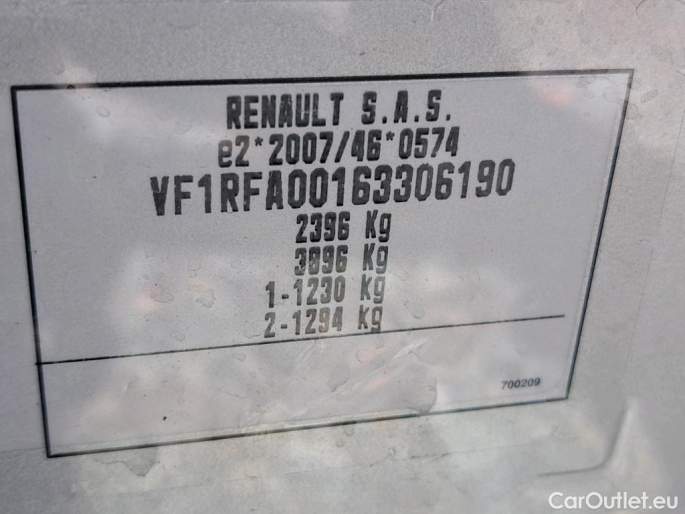 RENAULT S.A.S.
e2*2007/46*0574
VF1RFA00163306190
2396 Kg
3896 Kg
1-1230 kg
2-1294 kg
700209
CarOutlet.eu